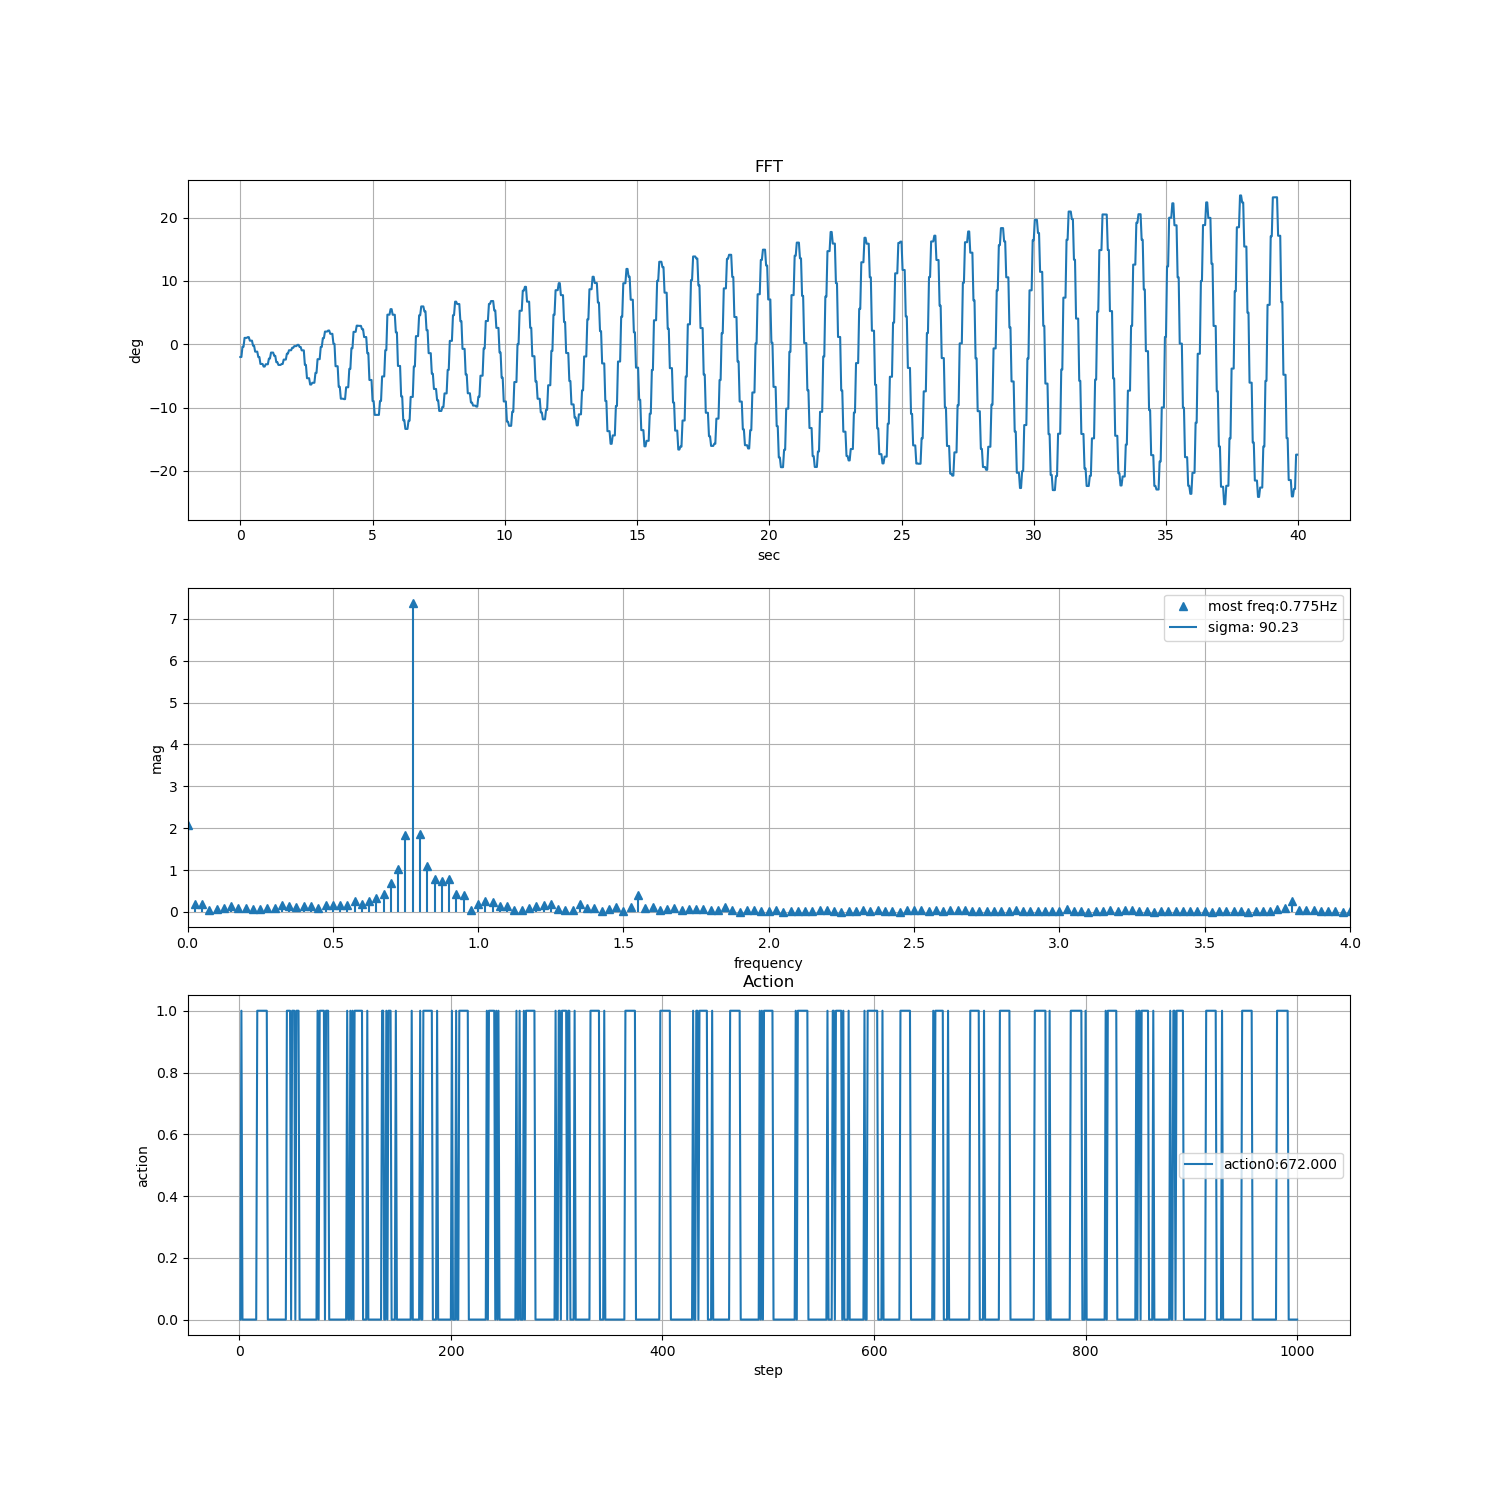 FFT
20
10
0
−10
−20
deg
0 5 10 15 20 25 30 35 40
sec
most freq:0.775Hz
sigma: 90.23
7
6
5
4
3
2
1
0
mag
0.0 0.5 1.0 1.5 2.0 2.5 3.0 3.5 4.0
frequency
Action
1.0
0.8
0.6
0.4
0.2
0.0
action
action0:672.000
0 200 400 600 800 1000
step